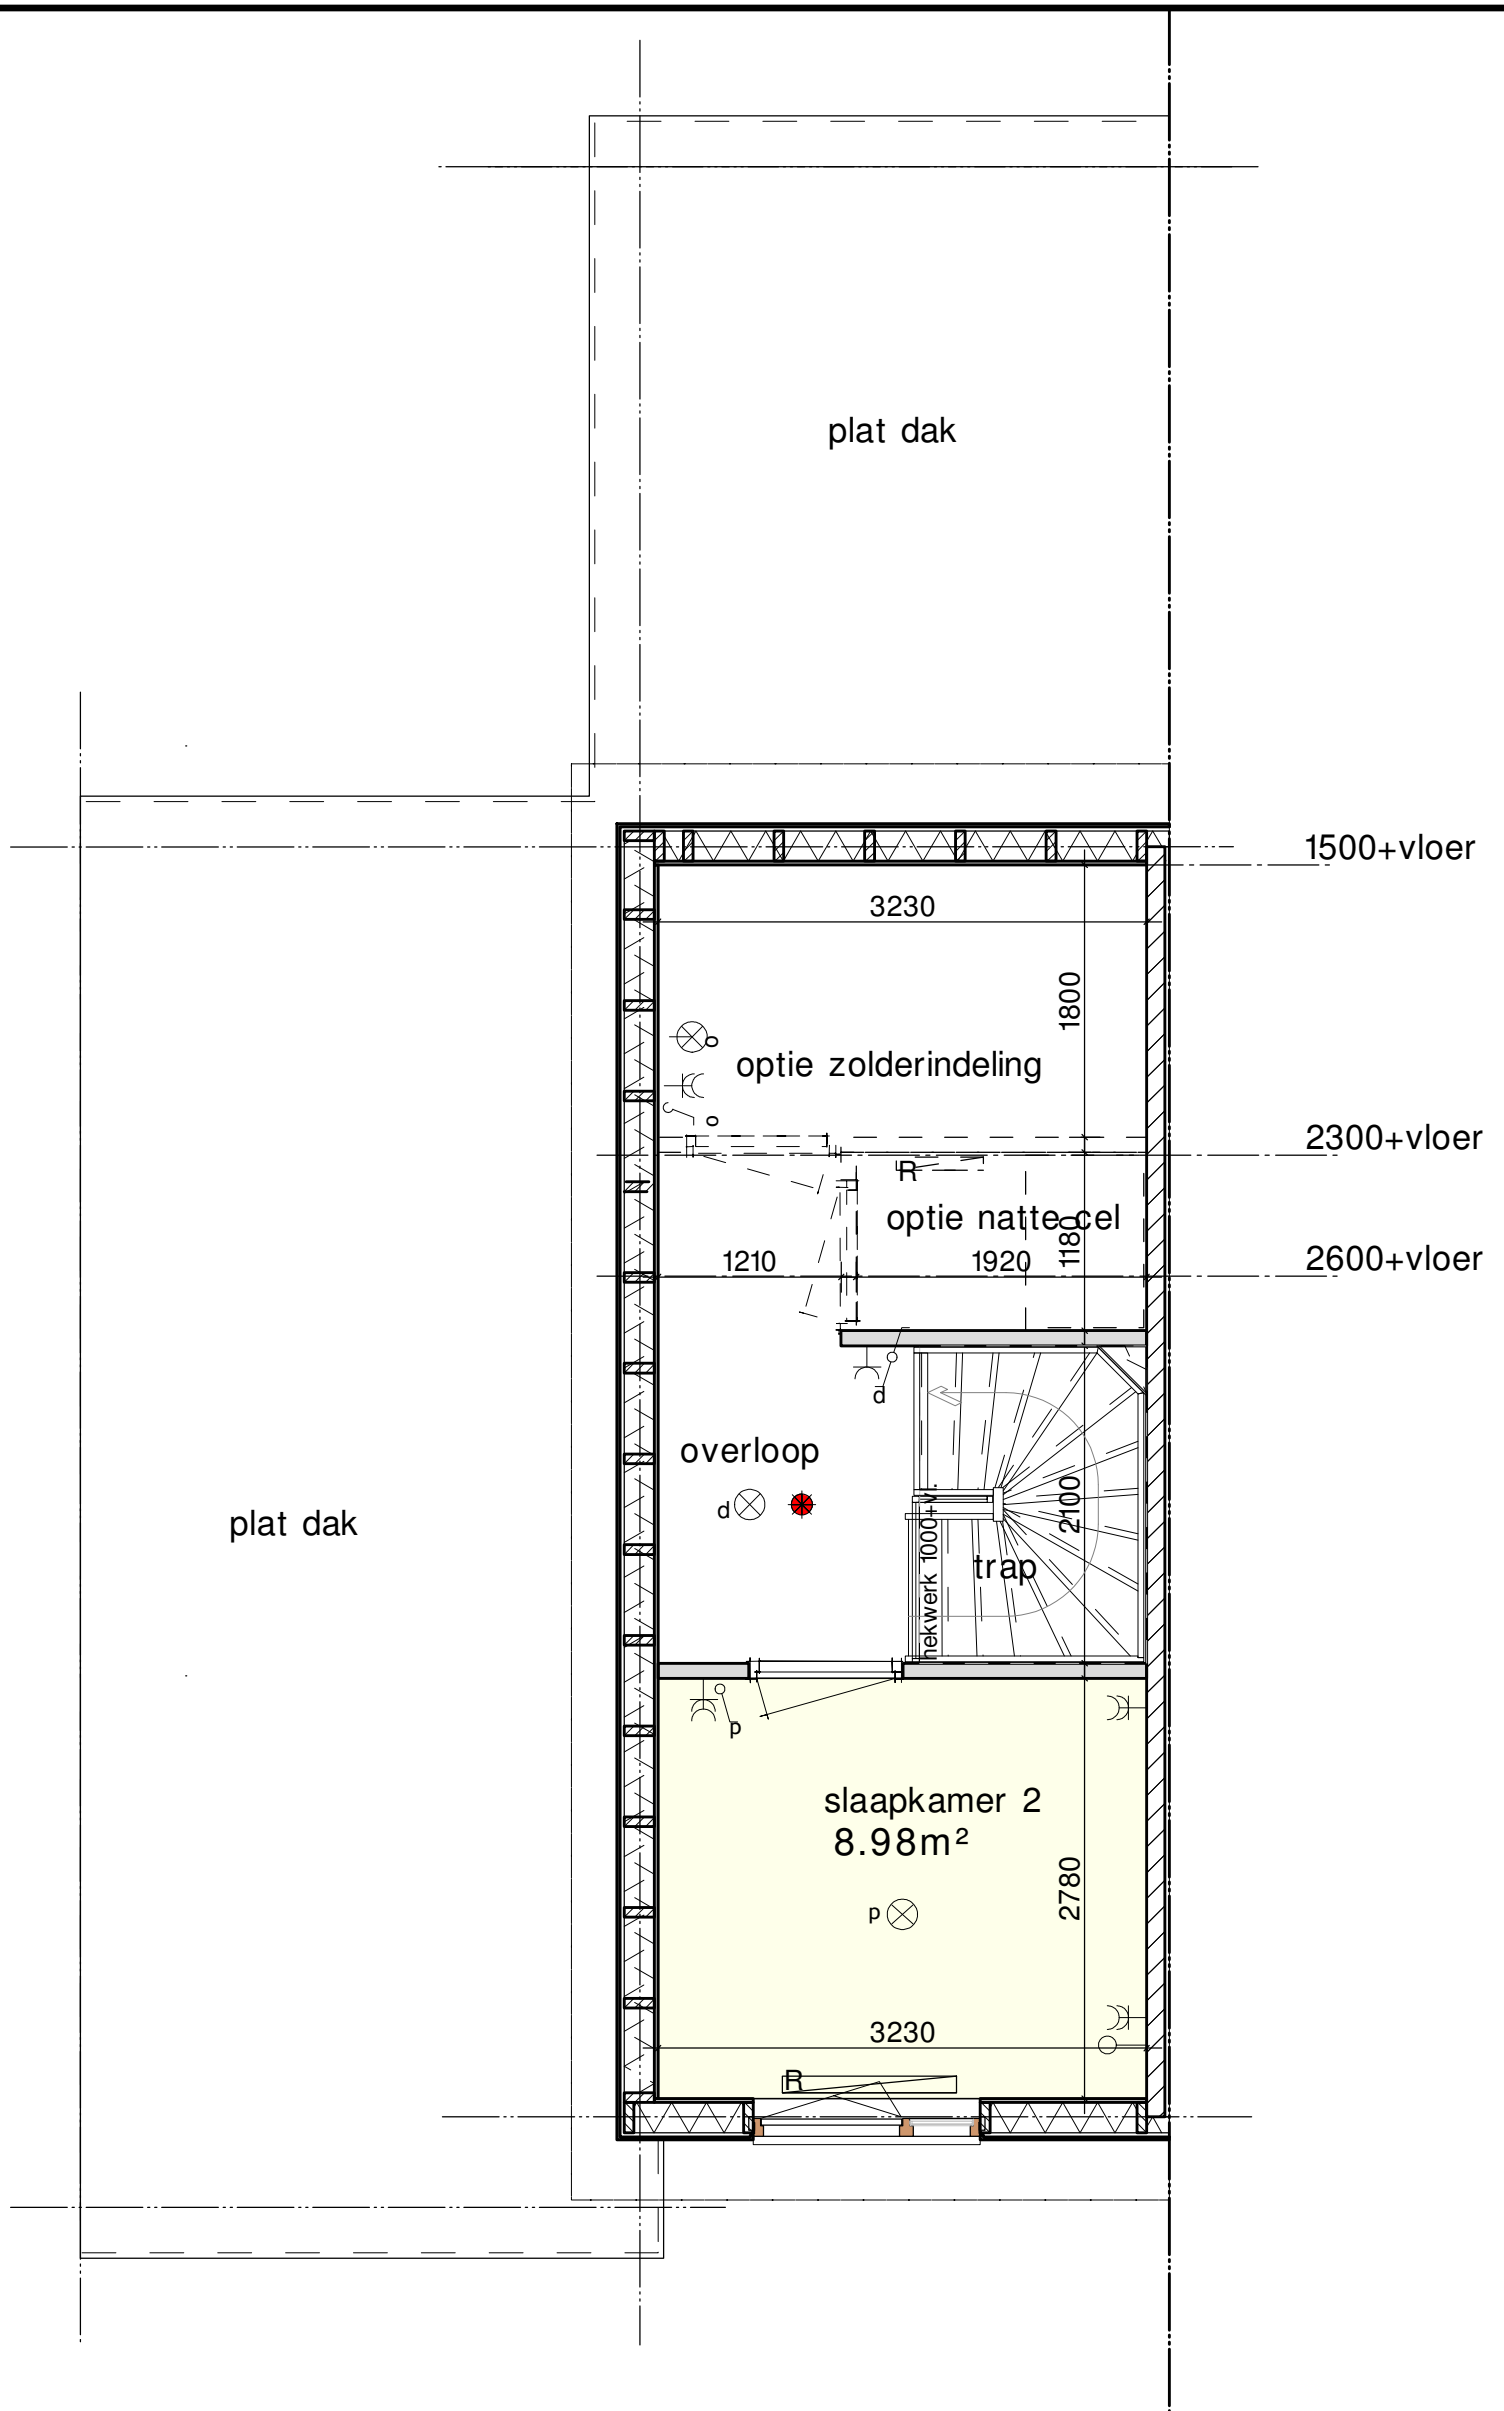 plat dak
1500+vloer
3230
1800
o
optie zolderindeling
o
2300+vloer
R
optie natte cel
1180
2600+vloer
1210
1920
d
overloop
d
hekwerk 1000+vl.
2100
trap
plat dak
p
slaapkamer 2
8.98m²
2780
p
3230
R